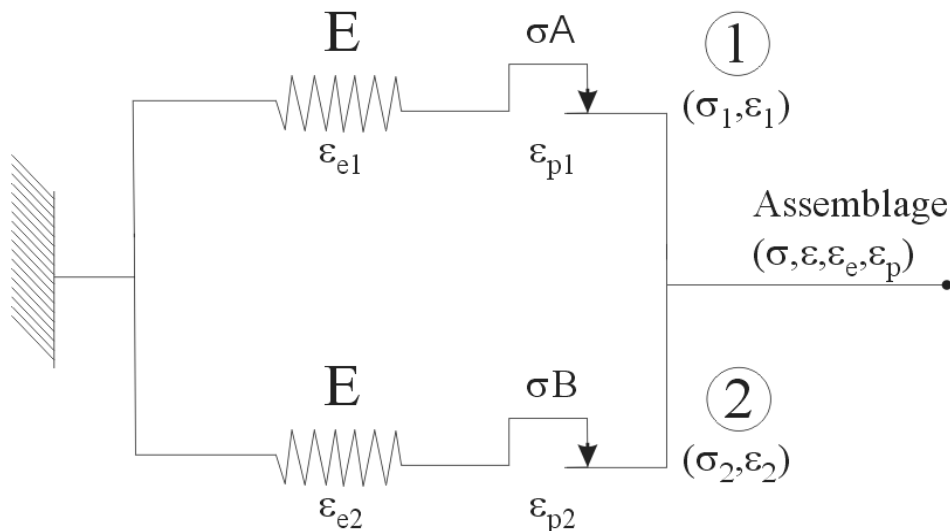 E
σA
1
(σ1,ε1)
εe1
εp1
Assemblage
(σ,ε,εe,εp)
E
σB
2
(σ2,ε2)
εe2
εp2